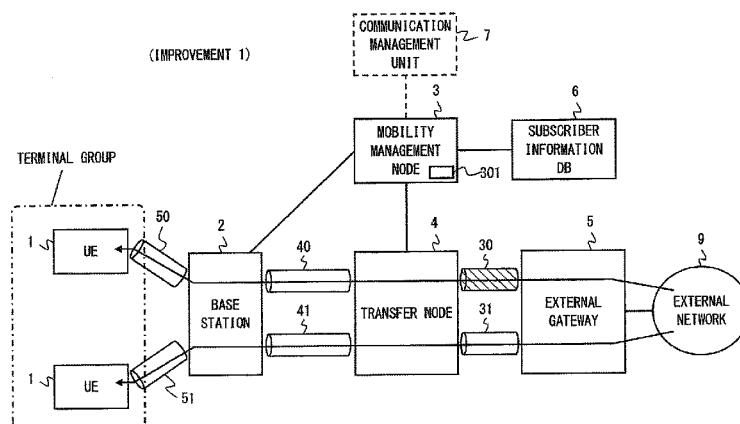 (IMPROVEMENT 1)
COMMUNICATION
MANAGEMENT
UNIT
7
3
MOBILITY
MANAGEMENT
NODE
301
6
SUBSCRIBER
INFORMATION
DB
TERMINAL GROUP
1
UE
50
2
BASE
STATION
40
41
4
TRANSFER NODE
30
31
5
EXTERNAL
GATEWAY
9
EXTERNAL
NETWORK
1
UE
51